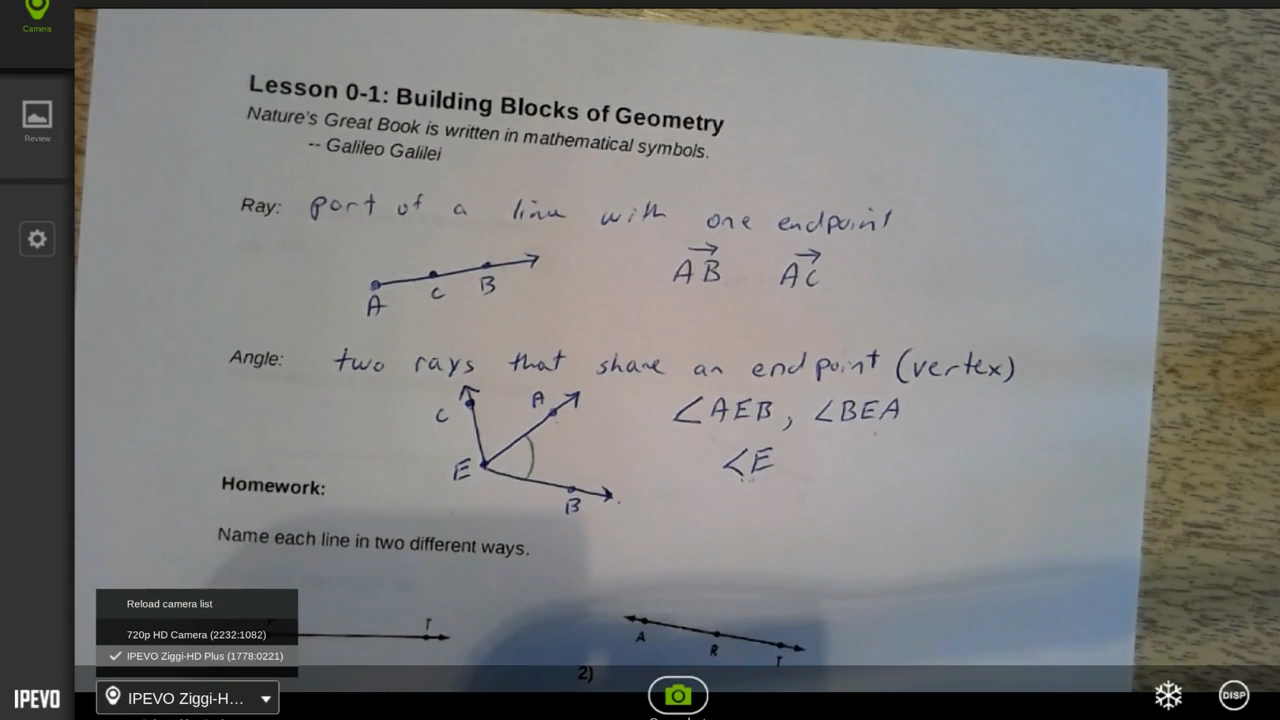 Camera
Review
Lesson 0-1: Building Blocks of Geometry
Nature's Great Book is written in mathematical symbols.
-- Galileo Galilei
Ray: part of a line with one endpoint
A C B
AB AC
Angle: two rays that share an endpoint (vertex)
C A
∠AEB, ∠BEA
E
∠E
B
Homework:
Name each line in two different ways.
Reload camera list
720p HD Camera (2232:1082)
IPEVO Ziggi-HD Plus (1778:0221)
T
A R T
2)
IPEVO
IPEVO Ziggi-H...
DISP